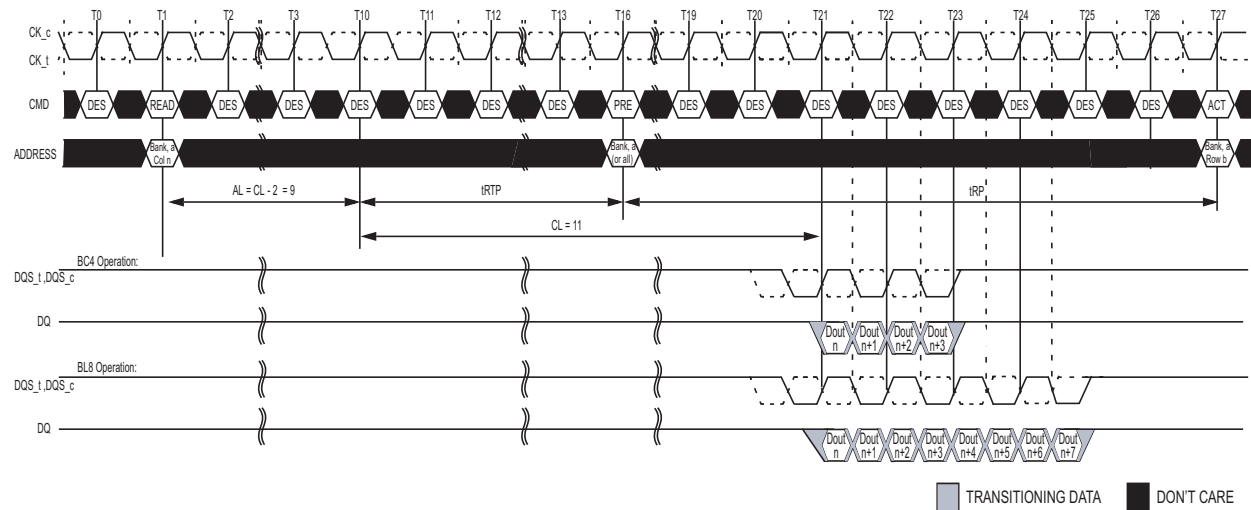 T0 T1 T2 T3 T10 T11 T12 T13 T16 T19 T20 T21 T22 T23 T24 T25 T26 T27
CK_c
CK_t
CMD DES READ DES DES DES DES DES DES PRE DES DES DES DES DES DES DES DES ACT
ADDRESS Bank, a Col n Bank, a (or all) Bank, a Row b
AL = CL - 2 = 9 tRTP tRP
CL = 11
BC4 Operation:
DQS_t ,DQS_c
DQ
Dout n Dout n+1 Dout n+2 Dout n+3
BL8 Operation:
DQS_t ,DQS_c
DQ
Dout n Dout n+1 Dout n+2 Dout n+3 Dout n+4 Dout n+5 Dout n+6 Dout n+7
TRANSITIONING DATA DON'T CARE